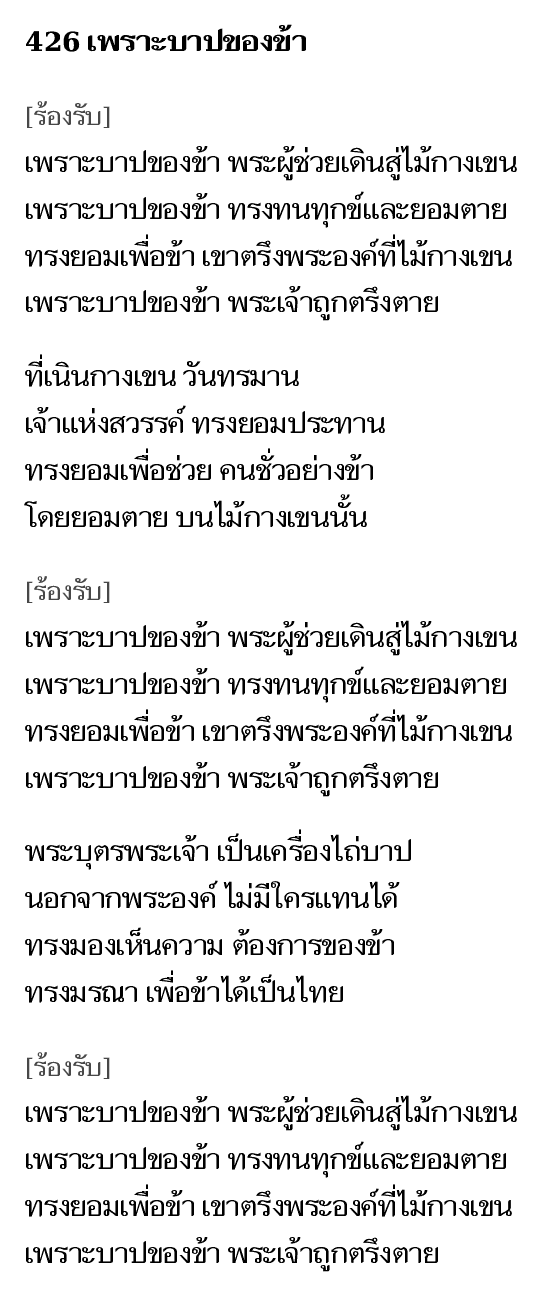 426 เพราะบาปของข้า
[ร้องรับ]
เพราะบาปของข้า พระผู้ช่วยเดินสู่ไม้กางเขน
เพราะบาปของข้า ทรงทนทุกข์และยอมตาย
ทรงยอมเพื่อข้า เขาตรึงพระองค์ที่ไม้กางเขน
เพราะบาปของข้า พระเจ้าถูกตรึงตาย
ที่เนินกางเขน วันทรมาน
เจ้าแห่งสวรรค์ ทรงยอมประทาน
ทรงยอมเพื่อช่วย คนชั่วอย่างข้า
โดยยอมตาย บนไม้กางเขนนั้น
[ร้องรับ]
เพราะบาปของข้า พระผู้ช่วยเดินสู่ไม้กางเขน
เพราะบาปของข้า ทรงทนทุกข์และยอมตาย
ทรงยอมเพื่อข้า เขาตรึงพระองค์ที่ไม้กางเขน
เพราะบาปของข้า พระเจ้าถูกตรึงตาย
พระบุตรพระเจ้า เป็นเครื่องไถ่บาป
นอกจากพระองค์ ไม่มีใครแทนได้
ทรงมองเห็นความ ต้องการของข้า
ทรงมรณา เพื่อข้าได้เป็นไทย
[ร้องรับ]
เพราะบาปของข้า พระผู้ช่วยเดินสู่ไม้กางเขน
เพราะบาปของข้า ทรงทนทุกข์และยอมตาย
ทรงยอมเพื่อข้า เขาตรึงพระองค์ที่ไม้กางเขน
เพราะบาปของข้า พระเจ้าถูกตรึงตาย